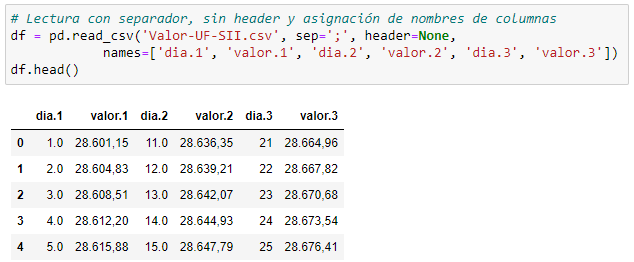 # Lectura con separador, sin header y asignación de nombres de columnas
df = pd.read_csv('Valor-UF-SII.csv', sep=';', header=None,
names=['dia.1', 'valor.1', 'dia.2', 'valor.2', 'dia.3', 'valor.3'])
df.head()
dia.1 valor.1 dia.2 valor.2 dia.3 valor.3
0 1.0 28.601,15 11.0 28.636,35 21 28.664,96
1 2.0 28.604,83 12.0 28.639,21 22 28.667,82
2 3.0 28.608,51 13.0 28.642,07 23 28.670,68
3 4.0 28.612,20 14.0 28.644,93 24 28.673,54
4 5.0 28.615,88 15.0 28.647,79 25 28.676,41